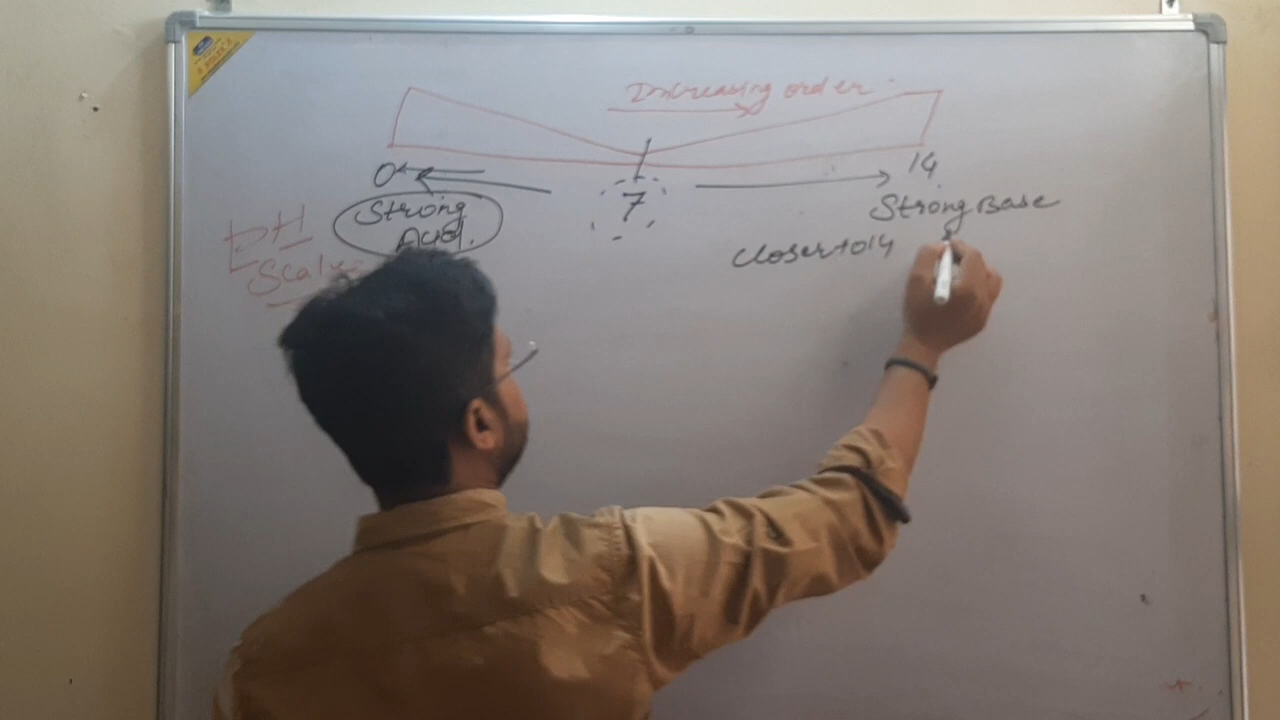 Increasing order
0
7
14
Strong
Acid.
Strong Base
pH
Scale
closer to 14